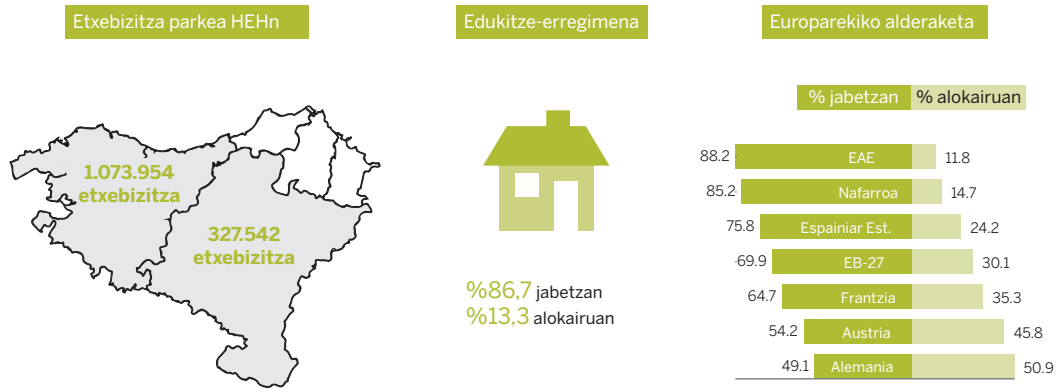 Etxebizitza parkea HEHn
1.073.954
etxebizitza
327.542
etxebizitza
Edukitze-erregimena
%86,7 jabetzan
%13,3 alokairuan
Europarekiko alderaketa
% jabetzan % alokairuan
88.2 EAE 11.8
85.2 Nafarroa 14.7
75.8 Espainiar Est. 24.2
69.9 EB-27 30.1
64.7 Frantzia 35.3
54.2 Austria 45.8
49.1 Alemania 50.9